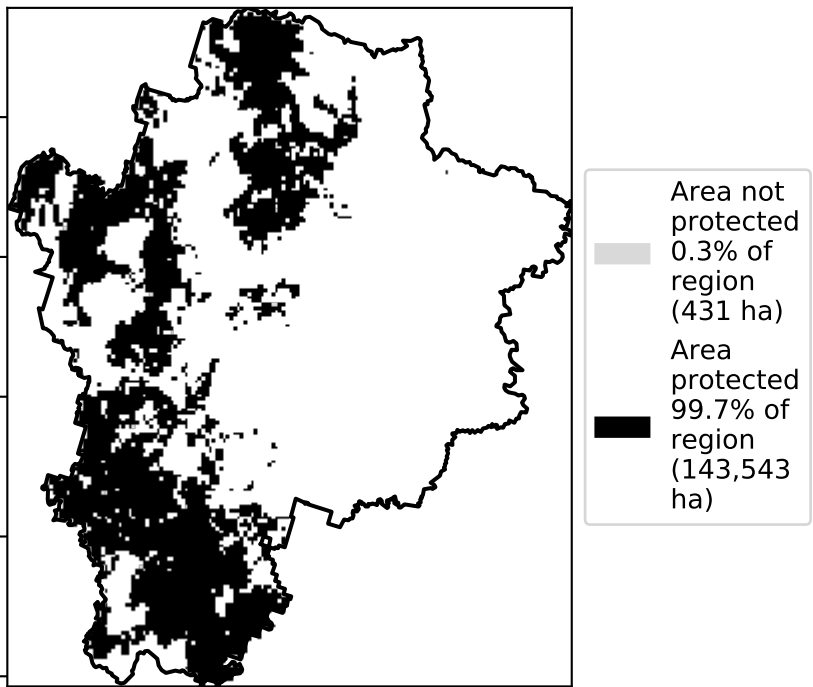 Area not
protected
0.3% of
region
(431 ha)
Area
protected
99.7% of
region
(143,543
ha)